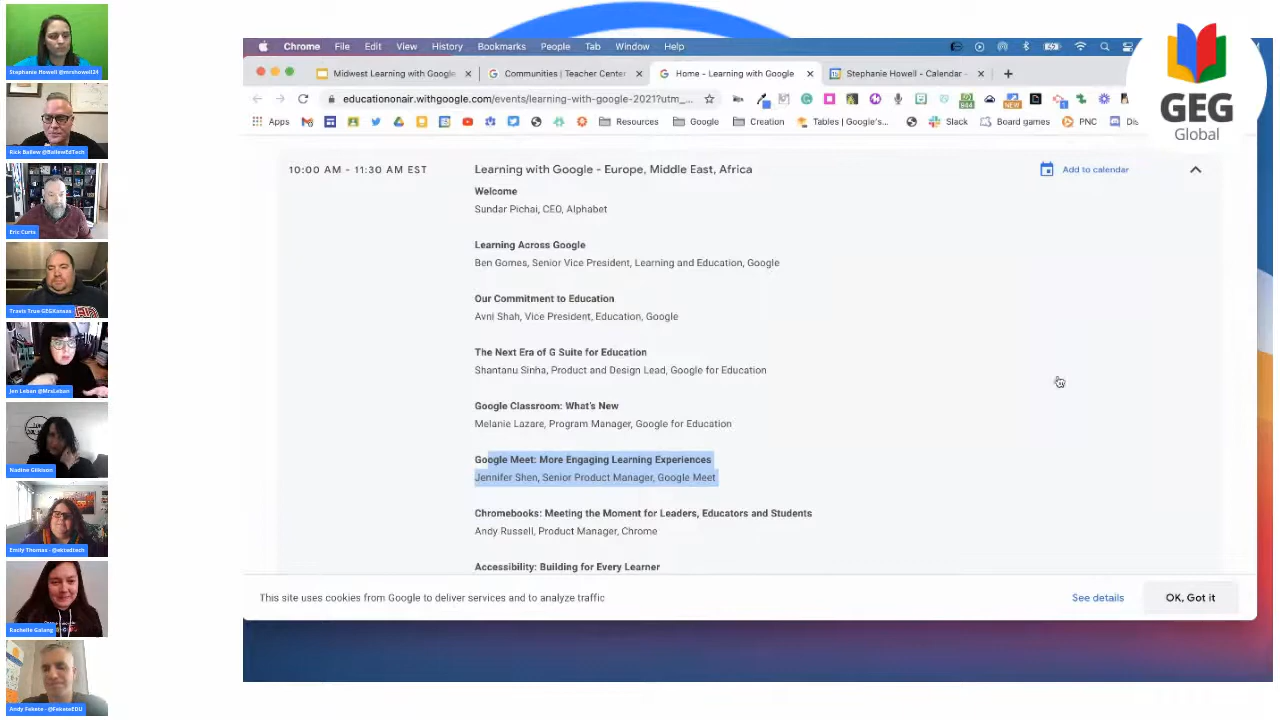 Stephanie Howell @mrshowell24
Rick Ballew @BallewEdTech
Eric Curts
Travis True GEGKansas
Jen Leban @MrsLeban
Nadine Gilkison
Emily Thomas - @ektedtech
Rachelle Galang
Andy Fekete - @FeketeEDU
Chrome File Edit View History Bookmarks People Tab Window Help
Midwest Learning with Google Communities | Teacher Center Home - Learning with Google Stephanie Howell - Calendar -
educationonair.withgoogle.com/events/learning-with-google-2021?utm_...
944 NEW
Apps Resources Google Creation Tables | Google's... Slack Board games PNC Dis
GEG
Global
10:00 AM - 11:30 AM EST Learning with Google - Europe, Middle East, Africa Add to calendar
Welcome
Sundar Pichai, CEO, Alphabet
Learning Across Google
Ben Gomes, Senior Vice President, Learning and Education, Google
Our Commitment to Education
Avni Shah, Vice President, Education, Google
The Next Era of G Suite for Education
Shantanu Sinha, Product and Design Lead, Google for Education
Google Classroom: What's New
Melanie Lazare, Program Manager, Google for Education
Google Meet: More Engaging Learning Experiences
Jennifer Shen, Senior Product Manager, Google Meet
Chromebooks: Meeting the Moment for Leaders, Educators and Students
Andy Russell, Product Manager, Chrome
Accessibility: Building for Every Learner
This site uses cookies from Google to deliver services and to analyze traffic See details OK, Got it